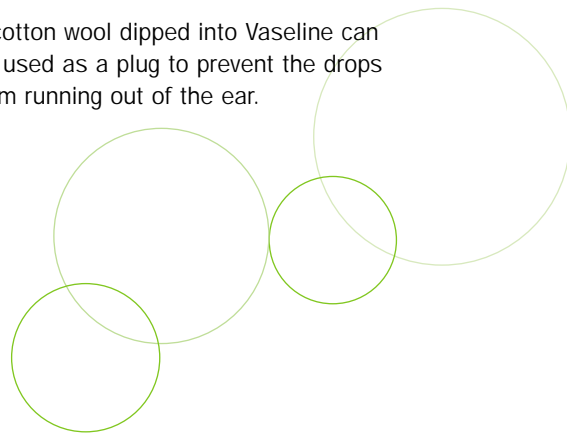 cotton wool dipped into Vaseline can
used as a plug to prevent the drops
running out of the ear.